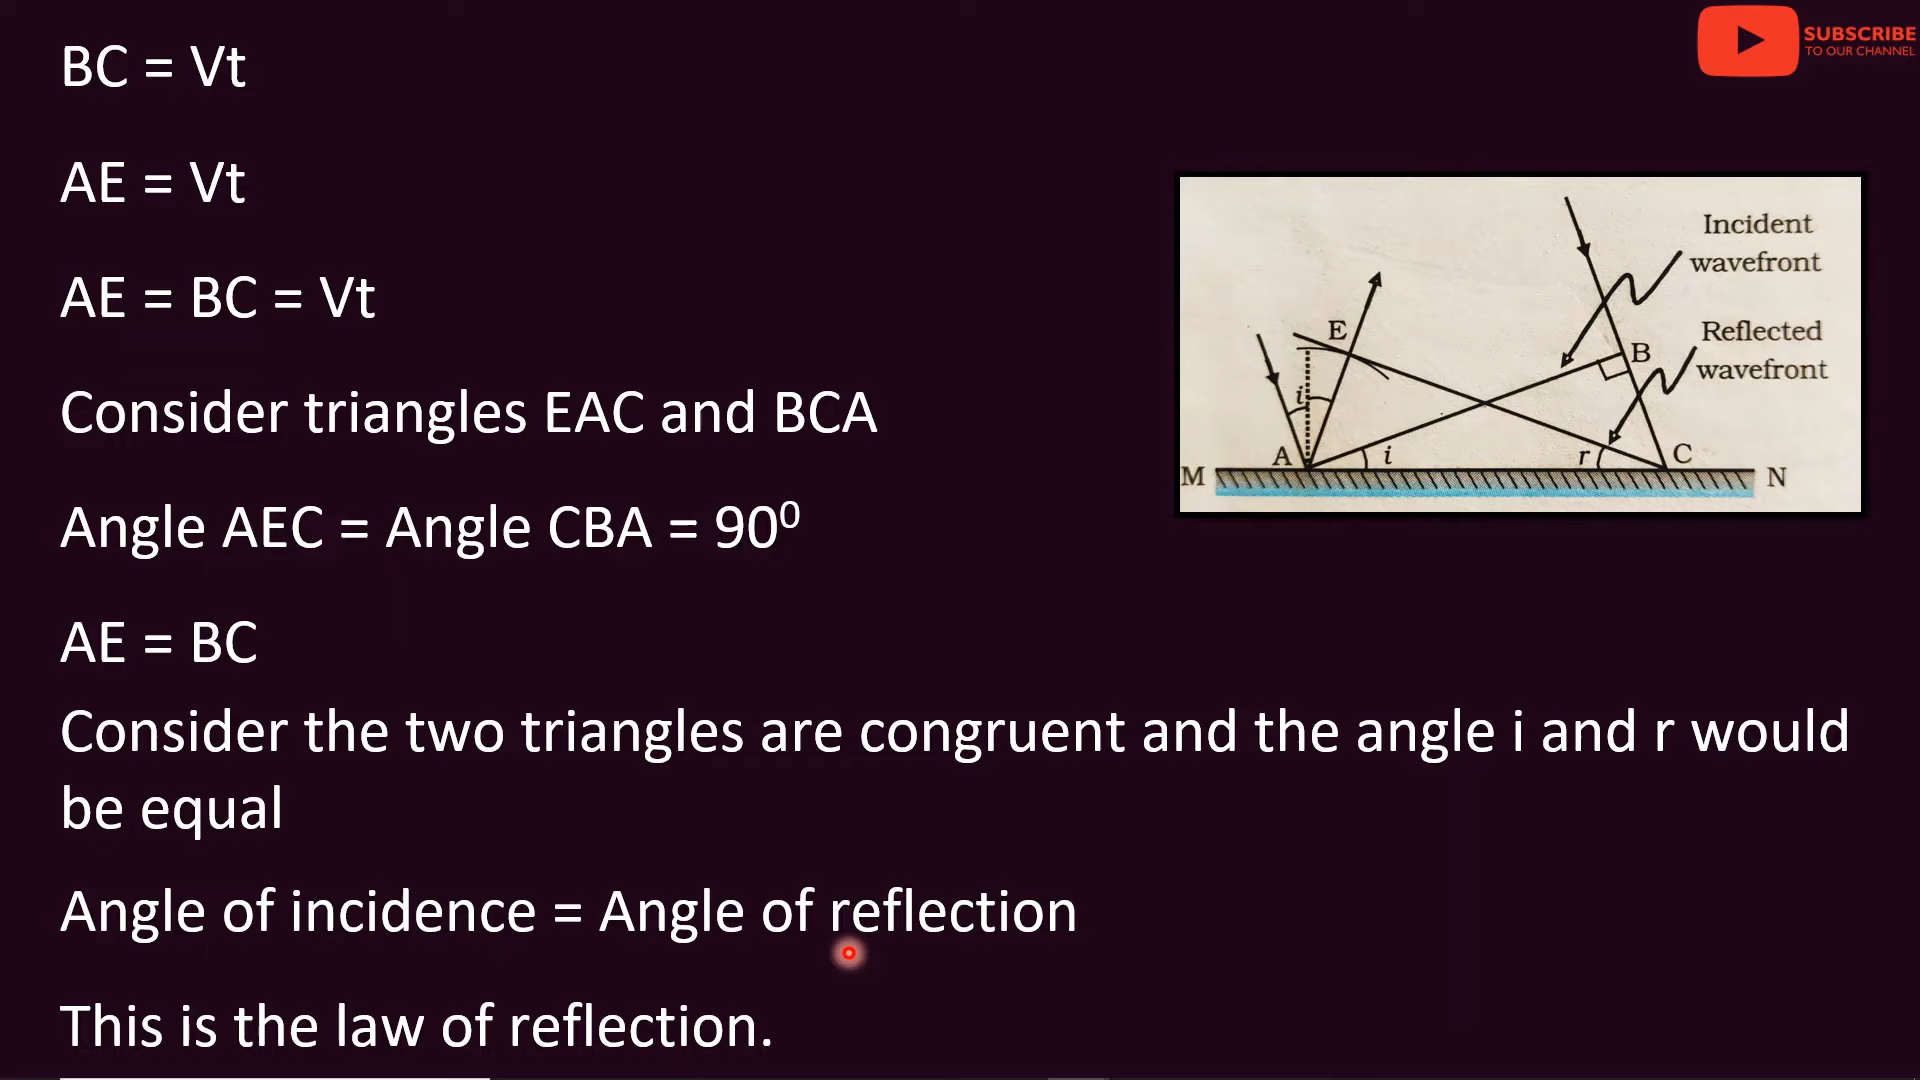 BC = Vt
SUBSCRIBE
TO OUR CHANNEL
AE = Vt
AE = BC = Vt
Consider triangles EAC and BCA
Angle AEC = Angle CBA = 90⁰
AE = BC
Consider the two triangles are congruent and the angle i and r would
be equal
Angle of incidence = Angle of reflection
This is the law of reflection.
Incident
wavefront
E
Reflected
B
wavefront
i
A
i
r
C
M
N